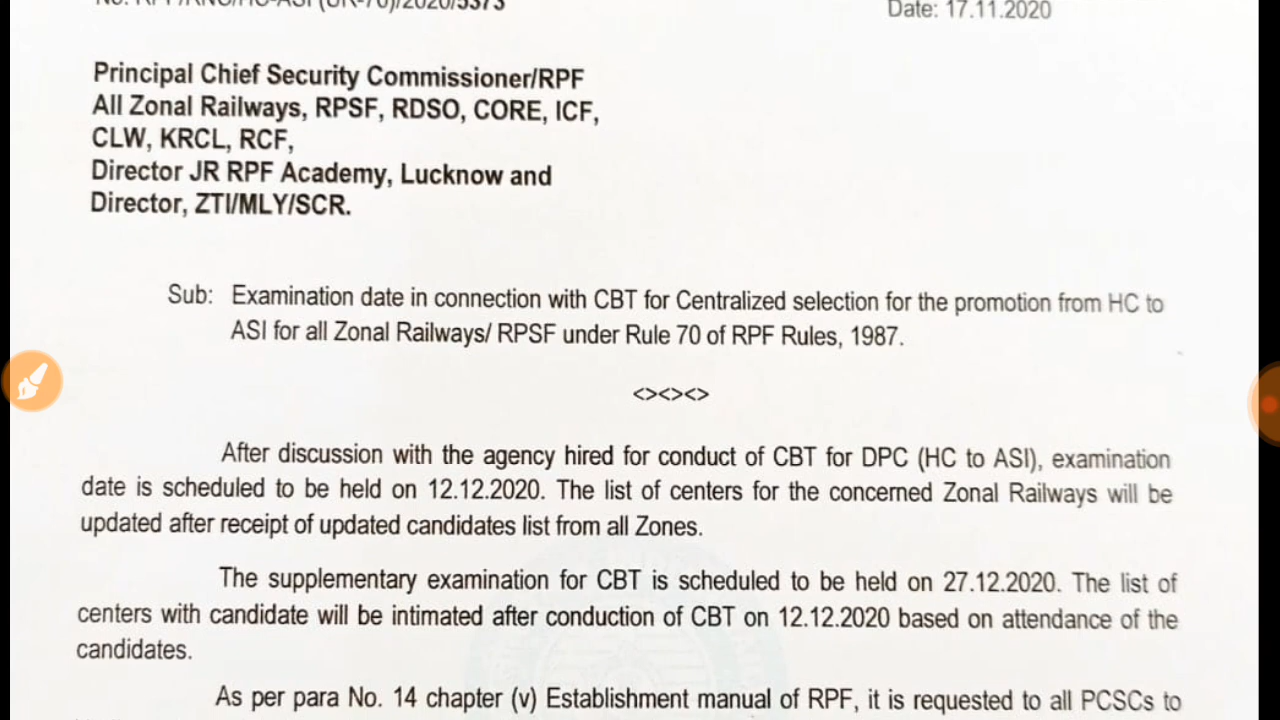 Date: 17.11.2020
Principal Chief Security Commissioner/RPF
All Zonal Railways, RPSF, RDSO, CORE, ICF,
CLW, KRCL, RCF,
Director JR RPF Academy, Lucknow and
Director, ZTI/MLY/SCR.
Sub: Examination date in connection with CBT for Centralized selection for the promotion from HC to
ASI for all Zonal Railways/ RPSF under Rule 70 of RPF Rules, 1987.
<><><>
After discussion with the agency hired for conduct of CBT for DPC (HC to ASI), examination
date is scheduled to be held on 12.12.2020. The list of centers for the concerned Zonal Railways will be
updated after receipt of updated candidates list from all Zones.
The supplementary examination for CBT is scheduled to be held on 27.12.2020. The list of
centers with candidate will be intimated after conduction of CBT on 12.12.2020 based on attendance of the
candidates.
As per para No. 14 chapter (v) Establishment manual of RPF, it is requested to all PCSCs to